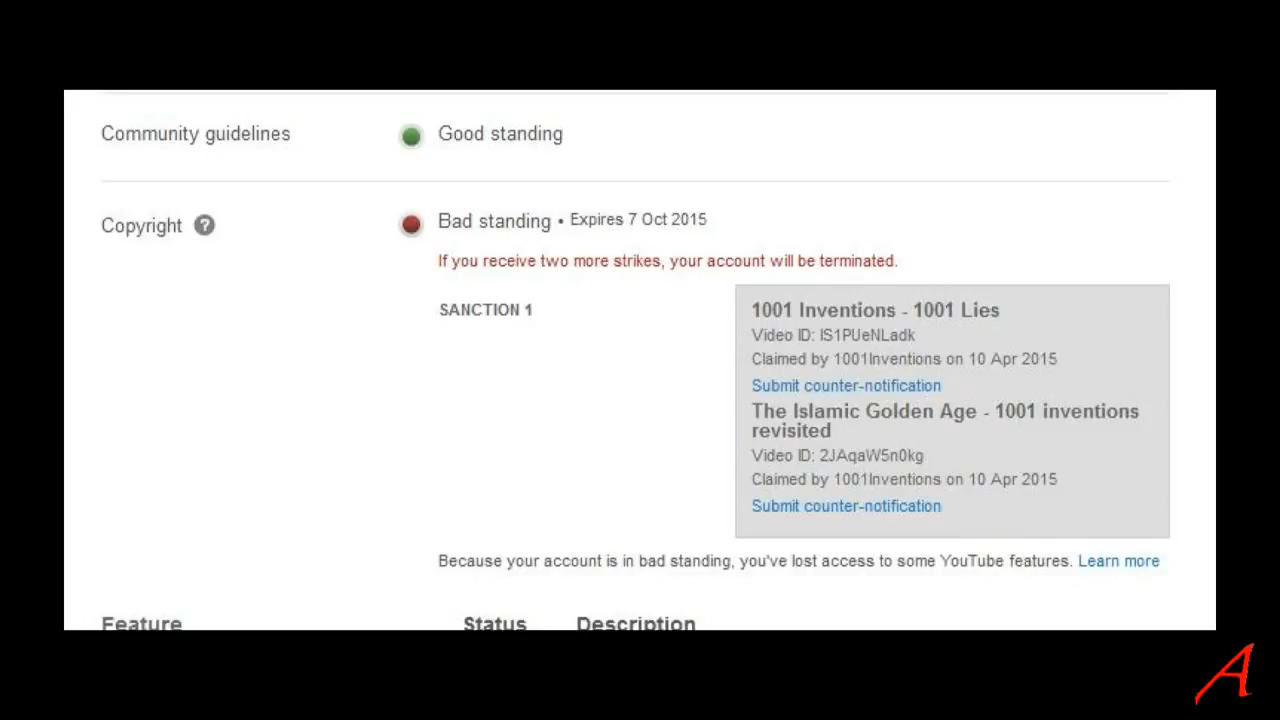 Community guidelines
Good standing
Copyright ?
Bad standing • Expires 7 Oct 2015
If you receive two more strikes, your account will be terminated.
SANCTION 1
1001 Inventions - 1001 Lies
Video ID: IS1PUeNLadk
Claimed by 1001Inventions on 10 Apr 2015
Submit counter-notification
The Islamic Golden Age - 1001 inventions
revisited
Video ID: 2JAqaW5n0kg
Claimed by 1001Inventions on 10 Apr 2015
Submit counter-notification
Because your account is in bad standing, you've lost access to some YouTube features. Learn more
Feature Status Description
A